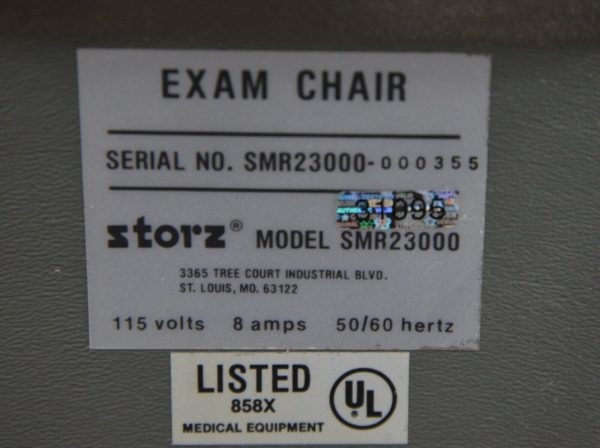 EXAM CHAIR
SERIAL NO. SMR23000-000355
31895
storz® MODEL SMR23000
3365 TREE COURT INDUSTRIAL BLVD.
ST. LOUIS, MO. 63122
115 volts 8 amps 50/60 hertz
LISTED
858X
MEDICAL EQUIPMENT
UL
®